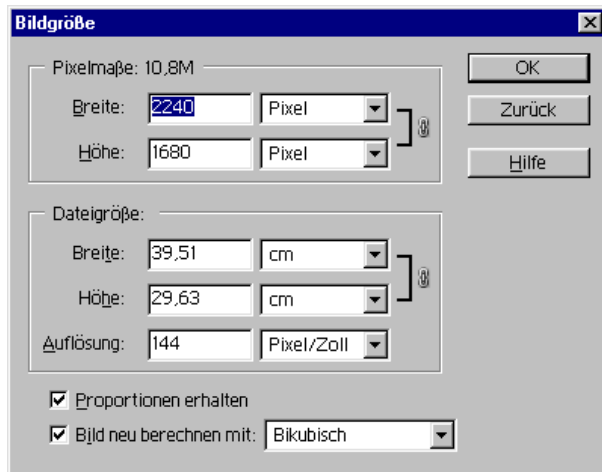 Bildgröße
Pixelmaße: 10,8M
Breite: 2240 Pixel
Höhe: 1680 Pixel
Dateigröße:
Breite: 39,51 cm
Höhe: 29,63 cm
Auflösung: 144 Pixel/Zoll
Proportionen erhalten
Bild neu berechnen mit: Bikubisch
OK
Zurück
Hilfe